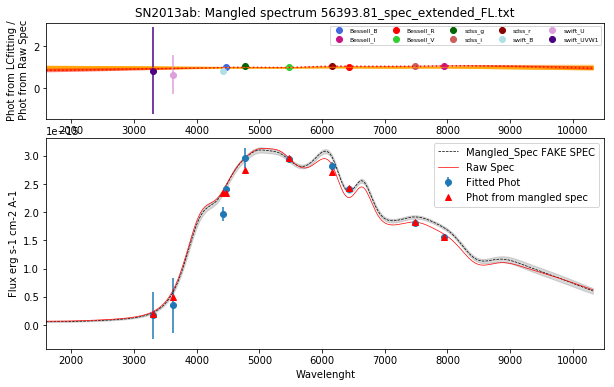 SN2013ab: Mangled spectrum 56393.81_spec_extended_FL.txt
Phot from LCfitting /
Phot from Raw Spec
2
0
Bessell_B
Bessell_R
sdss_g
sdss_r
swift_U
Bessell_I
Bessell_V
sdss_i
swift_B
swift_UVW1
2000
3000
4000
5000
6000
7000
8000
9000
10000
1e−15
Flux erg s-1 cm-2 A-1
3.0
2.5
2.0
1.5
1.0
0.5
0.0
Mangled_Spec FAKE SPEC
Raw Spec
Fitted Phot
Phot from mangled spec
2000
3000
4000
5000
6000
7000
8000
9000
10000
Wavelenght